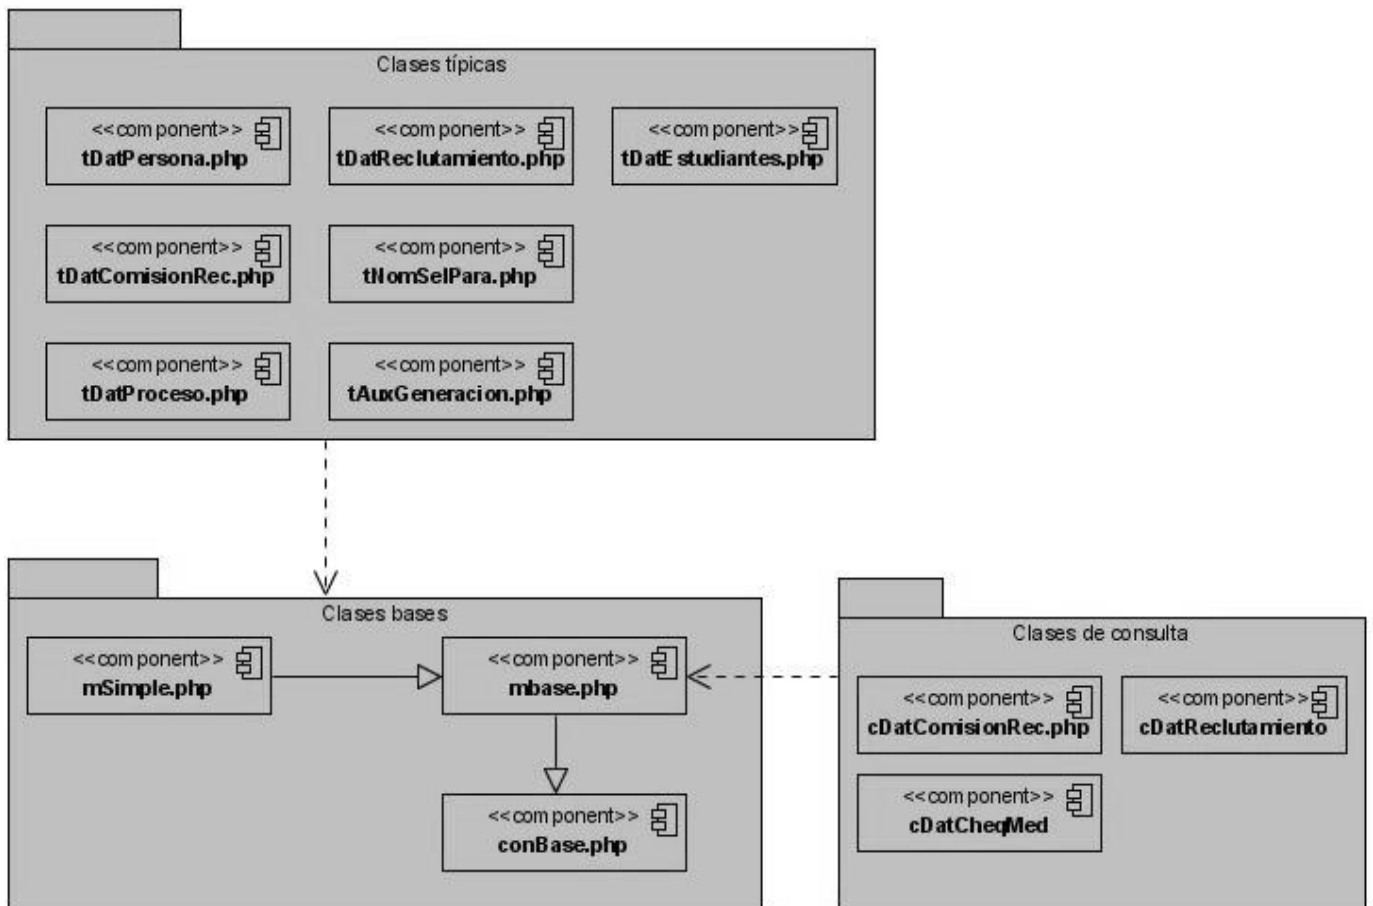 Clases típicas
<<component>>
tDatPersona.php
<<component>>
tDatReclutamiento.php
<<component>>
tDatEstudiantes.php
<<component>>
tDatComisionRec.php
<<component>>
tNomSelPara.php
<<component>>
tDatProceso.php
<<component>>
tAuxGeneracion.php
Clases bases
<<component>>
mSimple.php
<<component>>
mbase.php
<<component>>
conBase.php
Clases de consulta
<<component>>
cDatComisionRec.php
<<component>>
cDatReclutamiento
<<component>>
cDatCheqMed